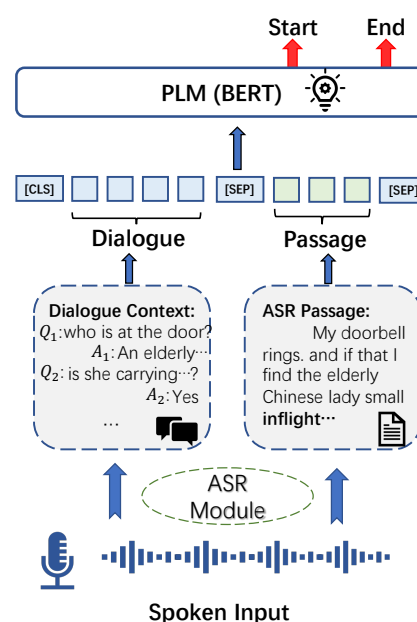 Start End
PLM (BERT)
[CLS] [SEP] [SEP]
Dialogue Passage
Dialogue Context:
Q1:who is at the door?
A1: An elderly⋯
Q2: is she carrying⋯?
A2: Yes
...
ASR Passage:
My doorbell
rings. and if that I
find the elderly
Chinese lady small
inflight⋯
ASR
Module
Spoken Input